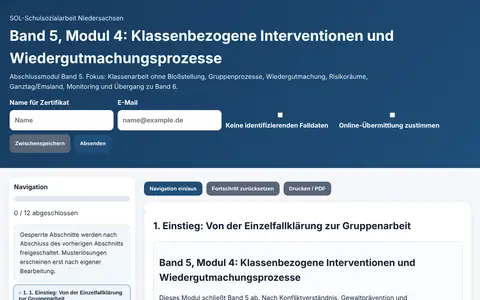 SOL-Schulsozialarbeit Niedersachsen
Band 5, Modul 4: Klassenbezogene Interventionen und
Wiedergutmachungsprozesse
Abschlussmodul Band 5. Fokus: Klassenarbeit ohne Bloßstellung, Gruppenprozesse, Wiedergutmachung, Risikoräume,
Ganztag/Emsland, Monitoring und Übergang zu Band 6.
Name für Zertifikat
E-Mail
Name
name@example.de
Keine identifizierenden Falldaten
Online-Übermittlung zustimmen
Zwischenspeichern
Absenden
Navigation
0 / 12 abgeschlossen
Gesperrte Abschnitte werden nach
Abschluss des vorherigen Abschnitts
freigeschaltet. Musterlösungen
erscheinen erst nach eigener
Bearbeitung.
1. 1. Einstieg: Von der Einzelfallklärung
zur Gruppenarbeit
Navigation ein/aus
Fortschritt zurücksetzen
Drucken / PDF
1. Einstieg: Von der Einzelfallklärung zur Gruppenarbeit
Band 5, Modul 4: Klassenbezogene Interventionen und
Wiedergutmachungsprozesse
Dieses Modul schließt Band 5 ab. Nach Konfliktverständnis, Gewaltprävention und